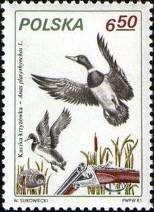 POLSKA
6 50
Kaczka krzyżówka - Anas platyrhynchos L.
W. SUROWIECKI
PWPW. 81